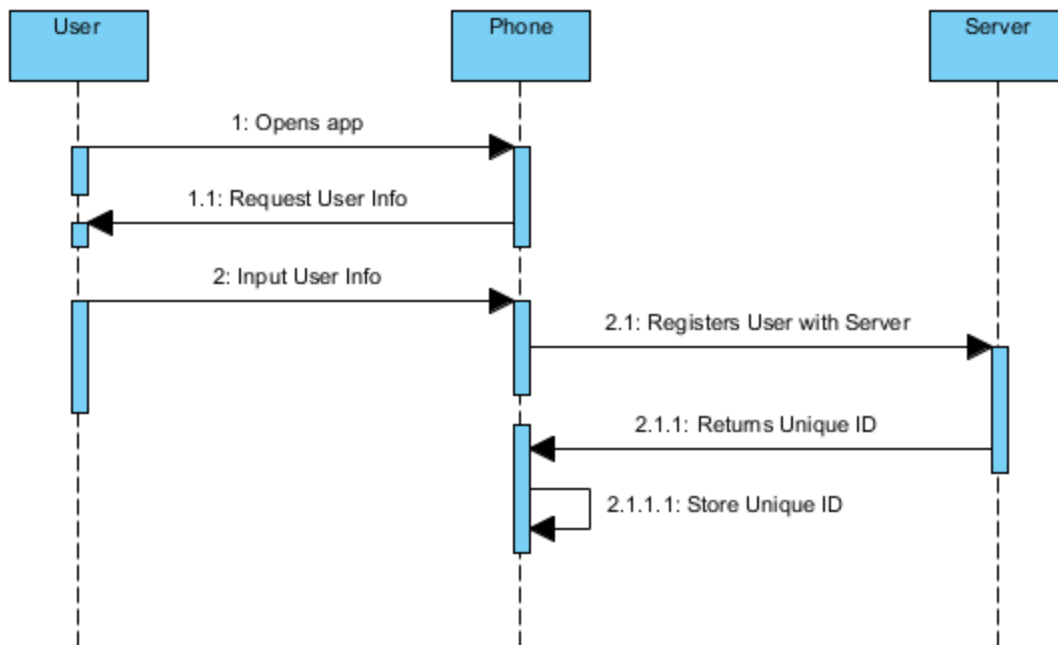 User
Phone
Server
1: Opens app
1.1: Request User Info
2: Input User Info
2.1: Registers User with Server
2.1.1: Returns Unique ID
2.1.1.1: Store Unique ID